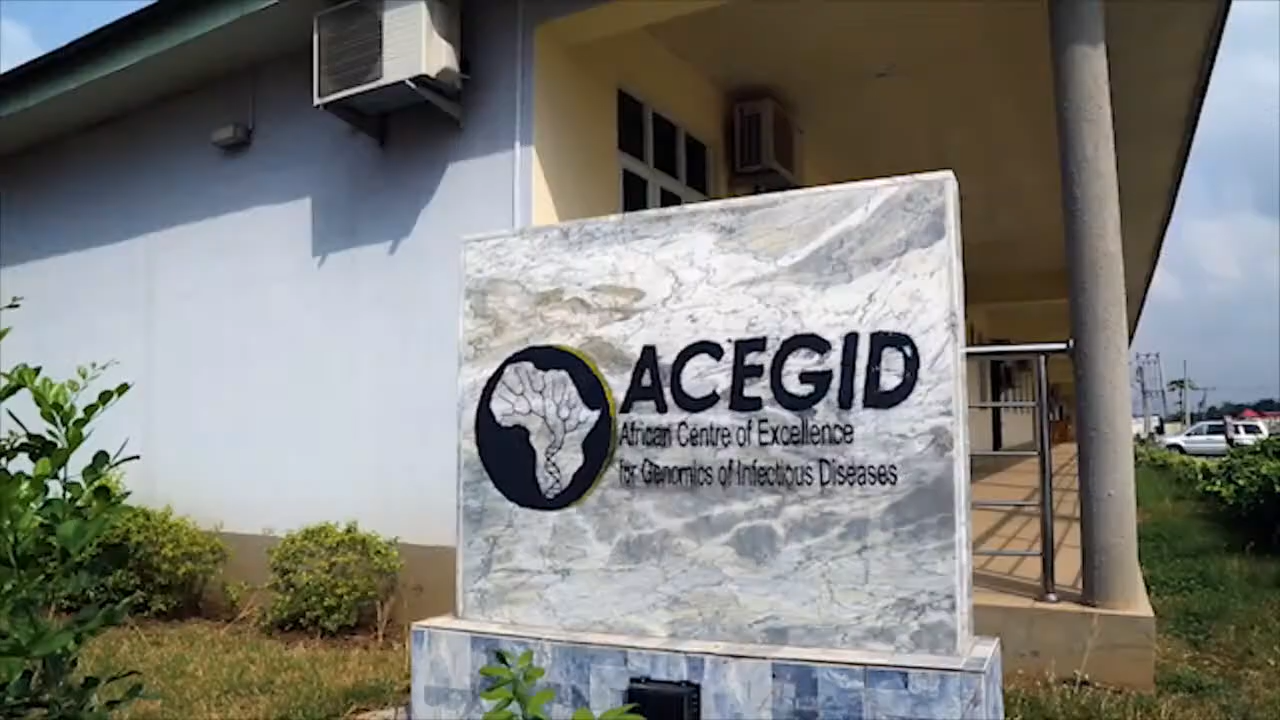 ACEGID
African Centre of Excellence
for Genomics of Infectious Diseases